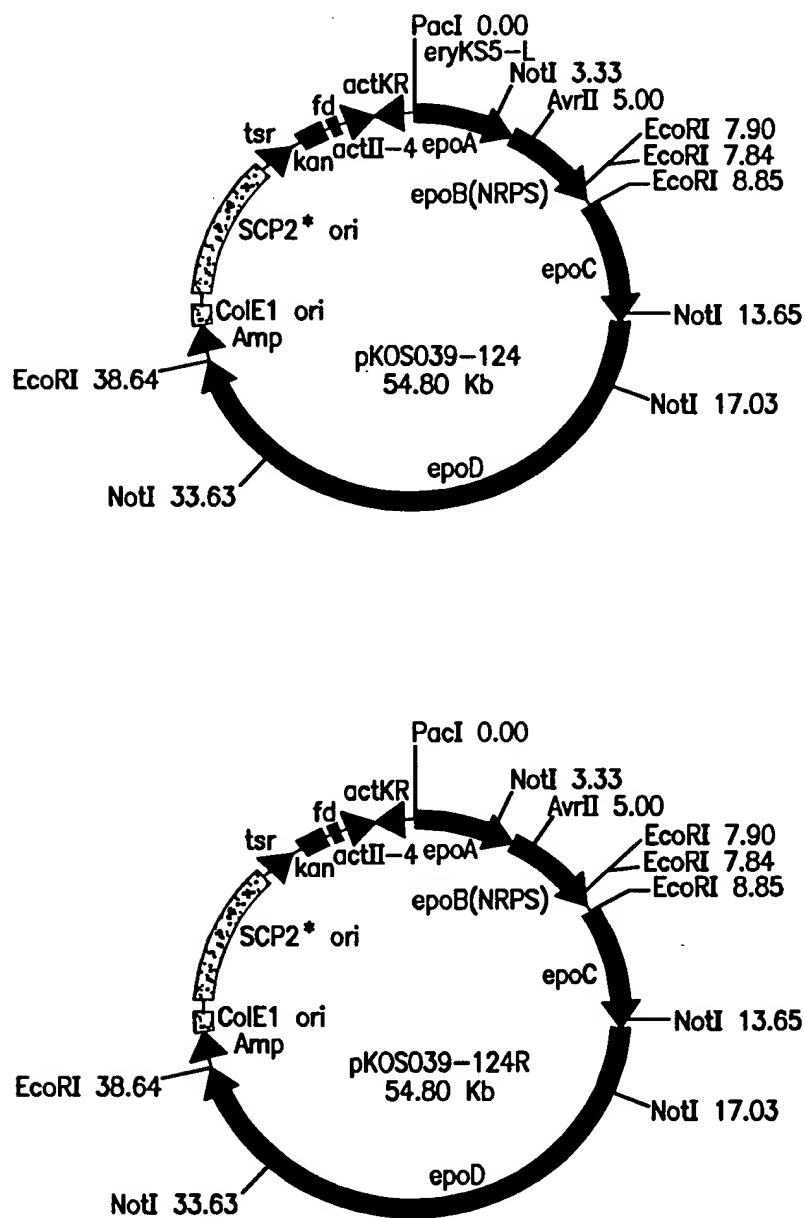 PacI 0.00
eryKS5-L
actKR
NotI 3.33
fd
AvrII 5.00
tsr
EcoRI 7.90
kan
actII-4
epoA
EcoRI 7.84
epoB(NRPS)
EcoRI 8.85
SCP2* ori
epoC
ColE1 ori
NotI 13.65
Amp
pKOS039-124
54.80 Kb
EcoRI 38.64
NotI 17.03
epoD
NotI 33.63
PacI 0.00
actKR
NotI 3.33
fd
AvrII 5.00
tsr
EcoRI 7.90
kan
actII-4
epoA
EcoRI 7.84
epoB(NRPS)
EcoRI 8.85
SCP2* ori
epoC
ColE1 ori
NotI 13.65
Amp
pKOS039-124R
54.80 Kb
EcoRI 38.64
NotI 17.03
epoD
NotI 33.63